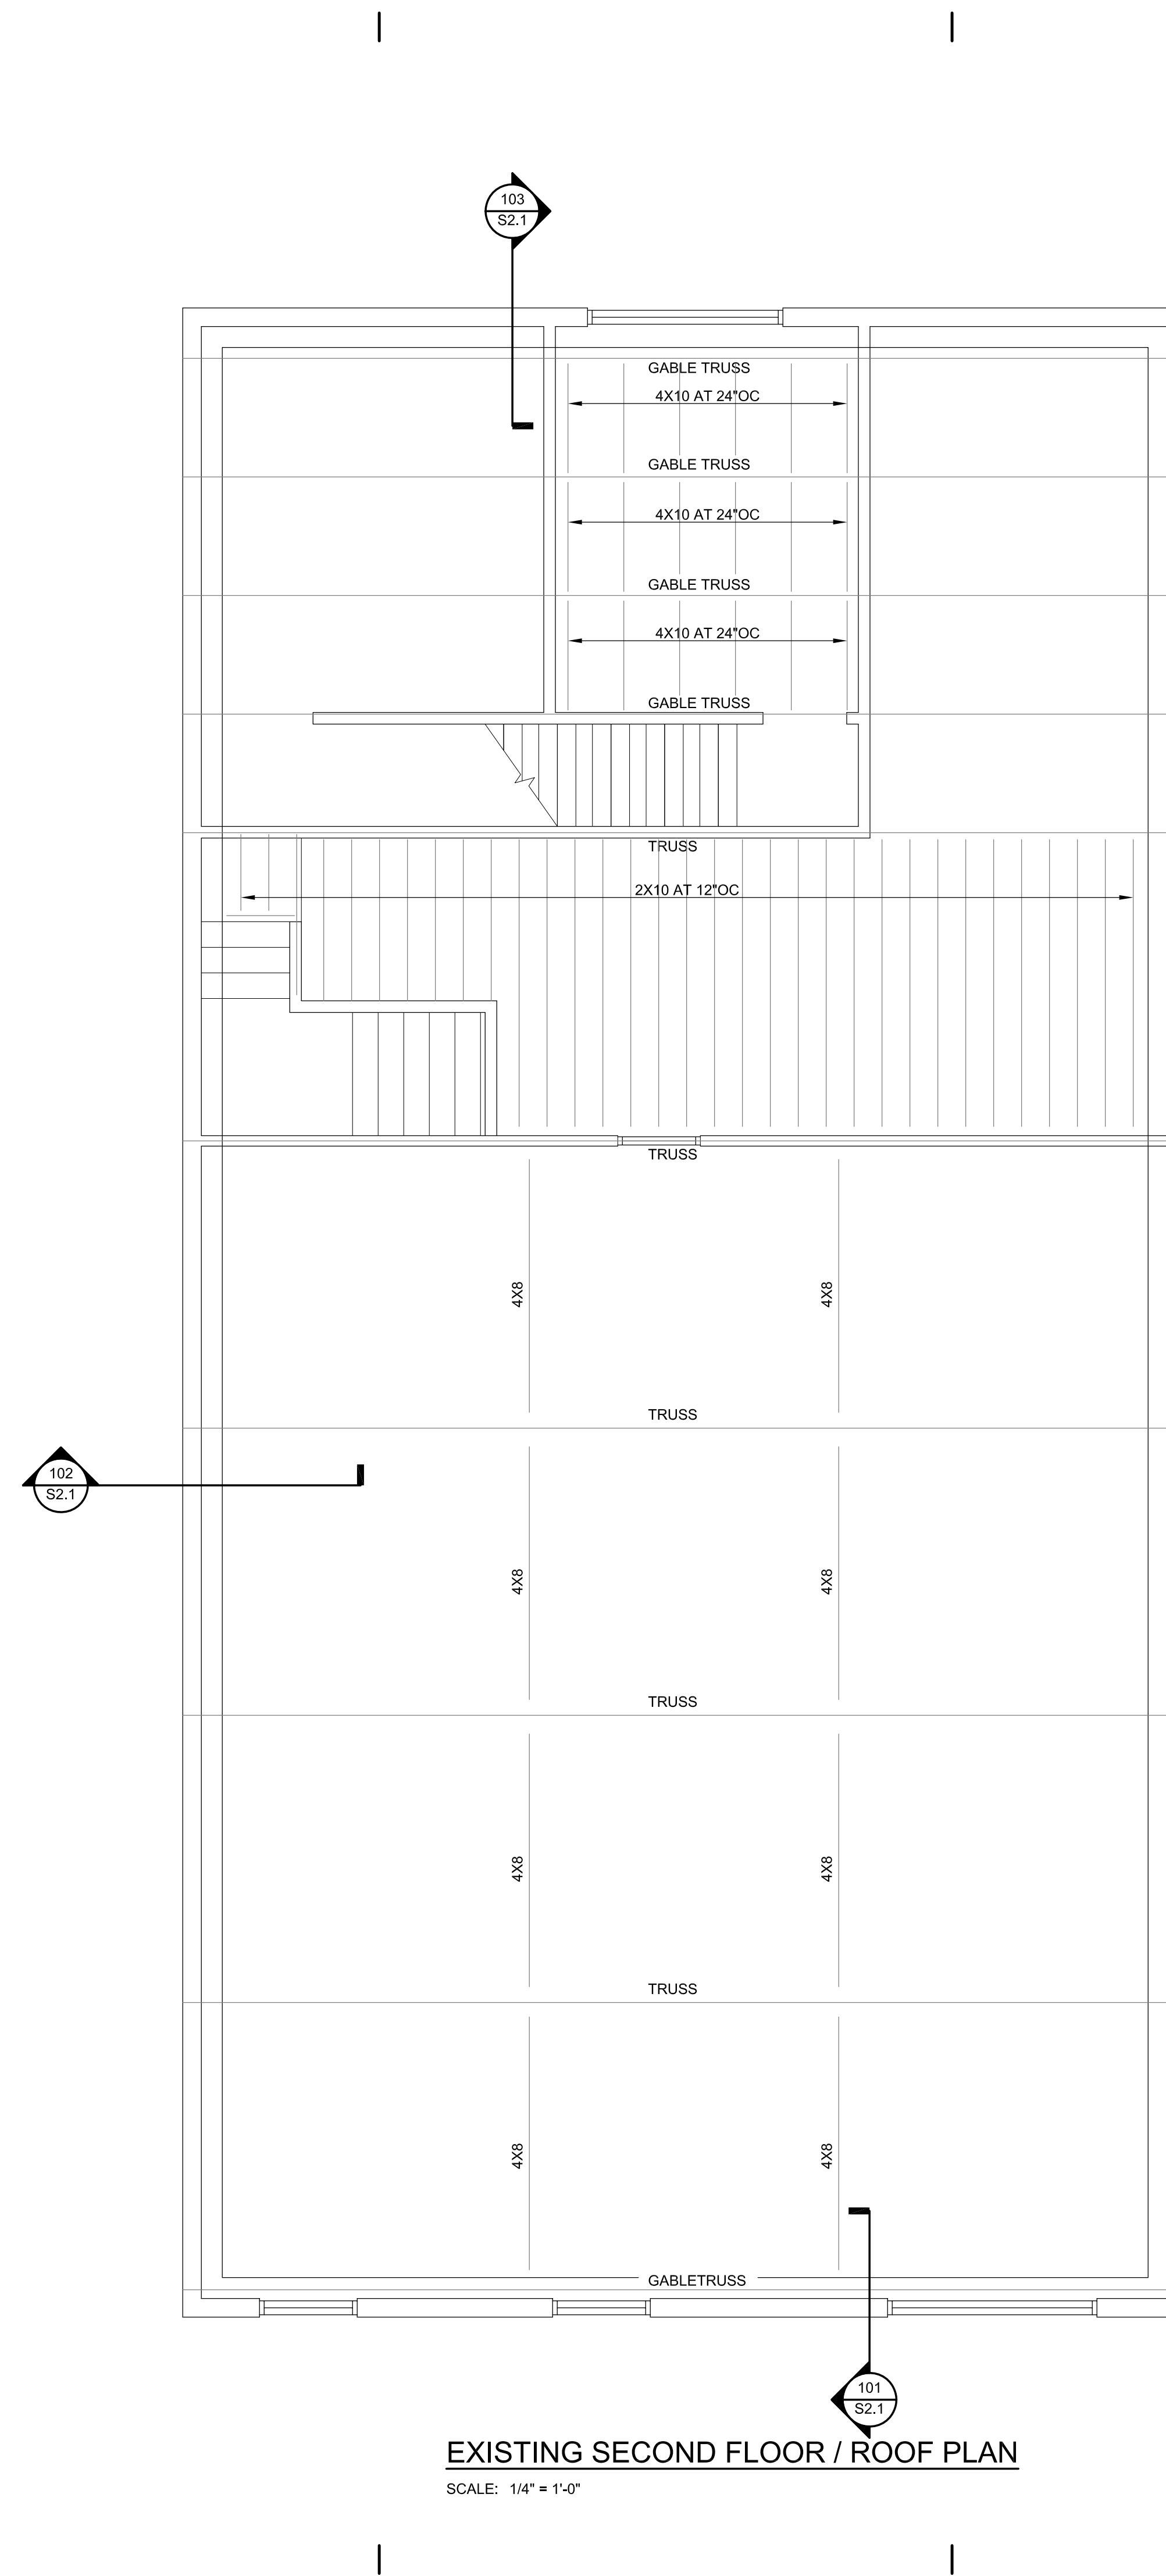 103
S2.1
GABLE TRUSS
4X10 AT 24"OC
GABLE TRUSS
4X10 AT 24"OC
GABLE TRUSS
4X10 AT 24"OC
GABLE TRUSS
TRUSS
2X10 AT 12"OC
TRUSS
4X8
4X8
TRUSS
102
S2.1
4X8
4X8
TRUSS
4X8
4X8
TRUSS
4X8
4X8
GABLETRUSS
101
S2.1
EXISTING SECOND FLOOR / ROOF PLAN
SCALE: 1/4" = 1'-0"